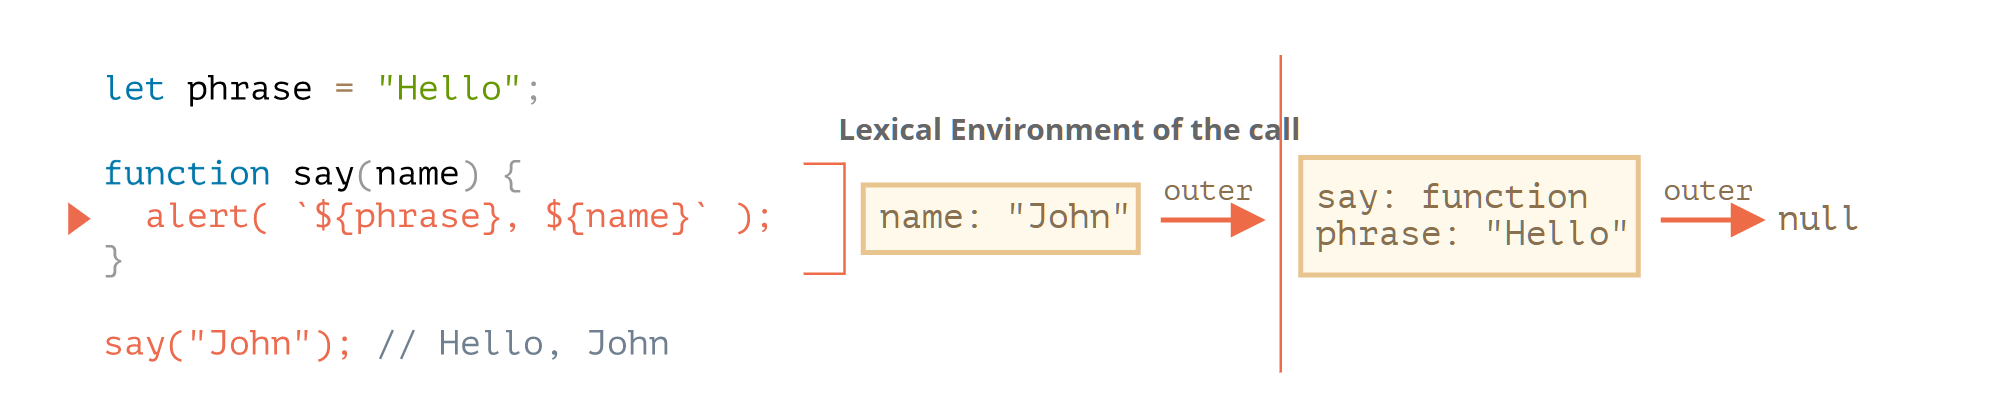 let phrase = "Hello";
function say(name) {
  alert( `${phrase}, ${name}` );
}
say("John"); // Hello, John
Lexical Environment of the call
name: "John"
outer
say: function
phrase: "Hello"
outer
null